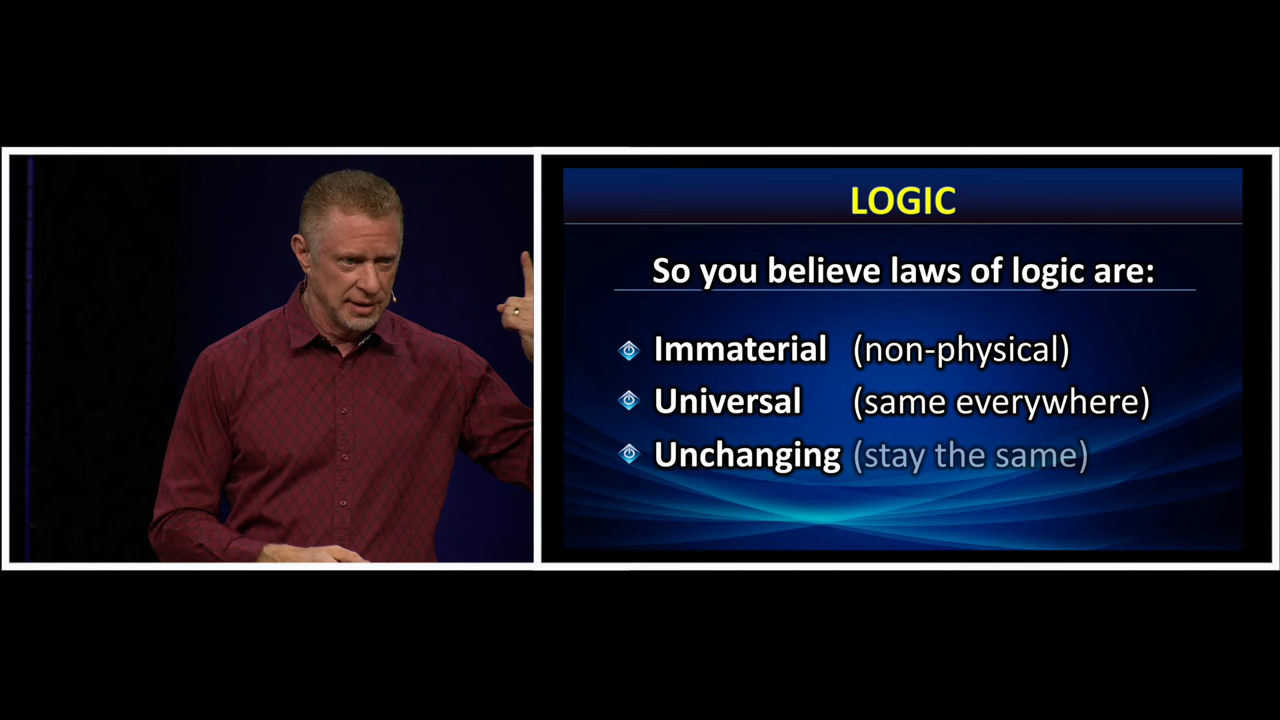 LOGIC
So you believe laws of logic are:
Immaterial (non-physical)
Universal (same everywhere)
Unchanging (stay the same)